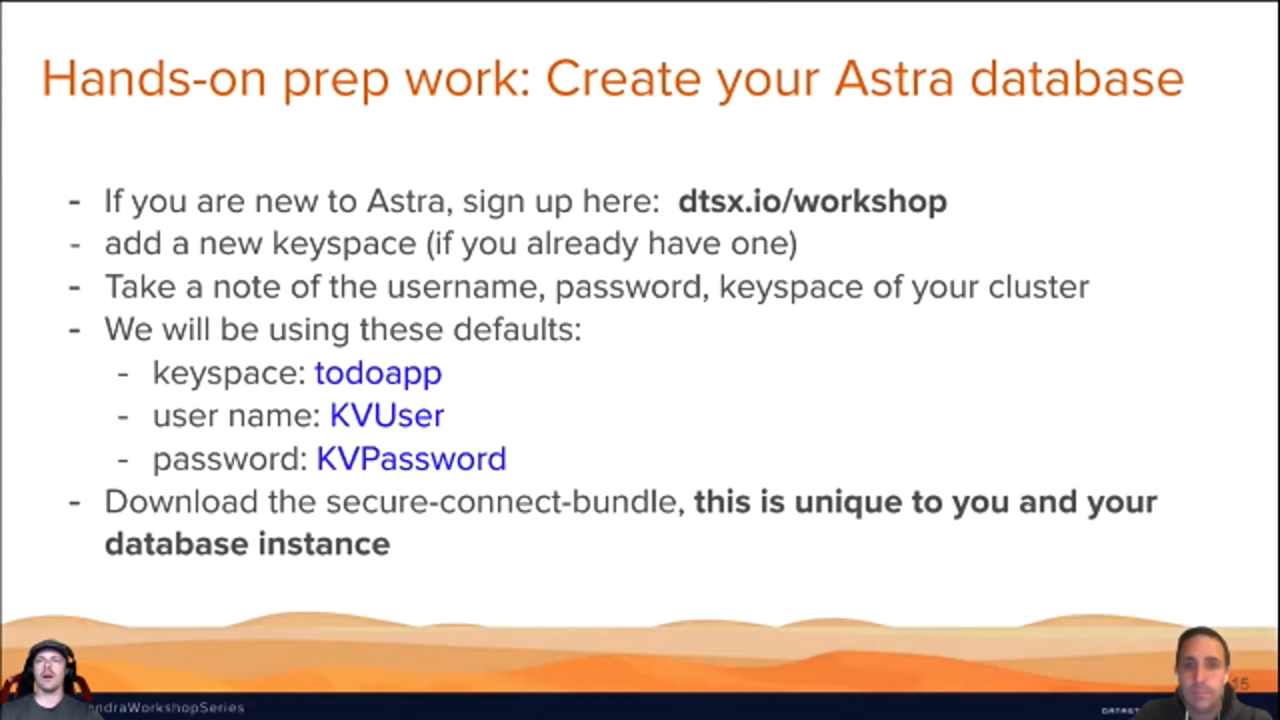 Hands-on prep work: Create your Astra database
- If you are new to Astra, sign up here: dtsx.io/workshop
- add a new keyspace (if you already have one)
- Take a note of the username, password, keyspace of your cluster
- We will be using these defaults:
- keyspace: todoapp
- user name: KVUser
- password: KVPassword
- Download the secure-connect-bundle, this is unique to you and your
database instance
15
ndraWorkshopSeries
DATAST